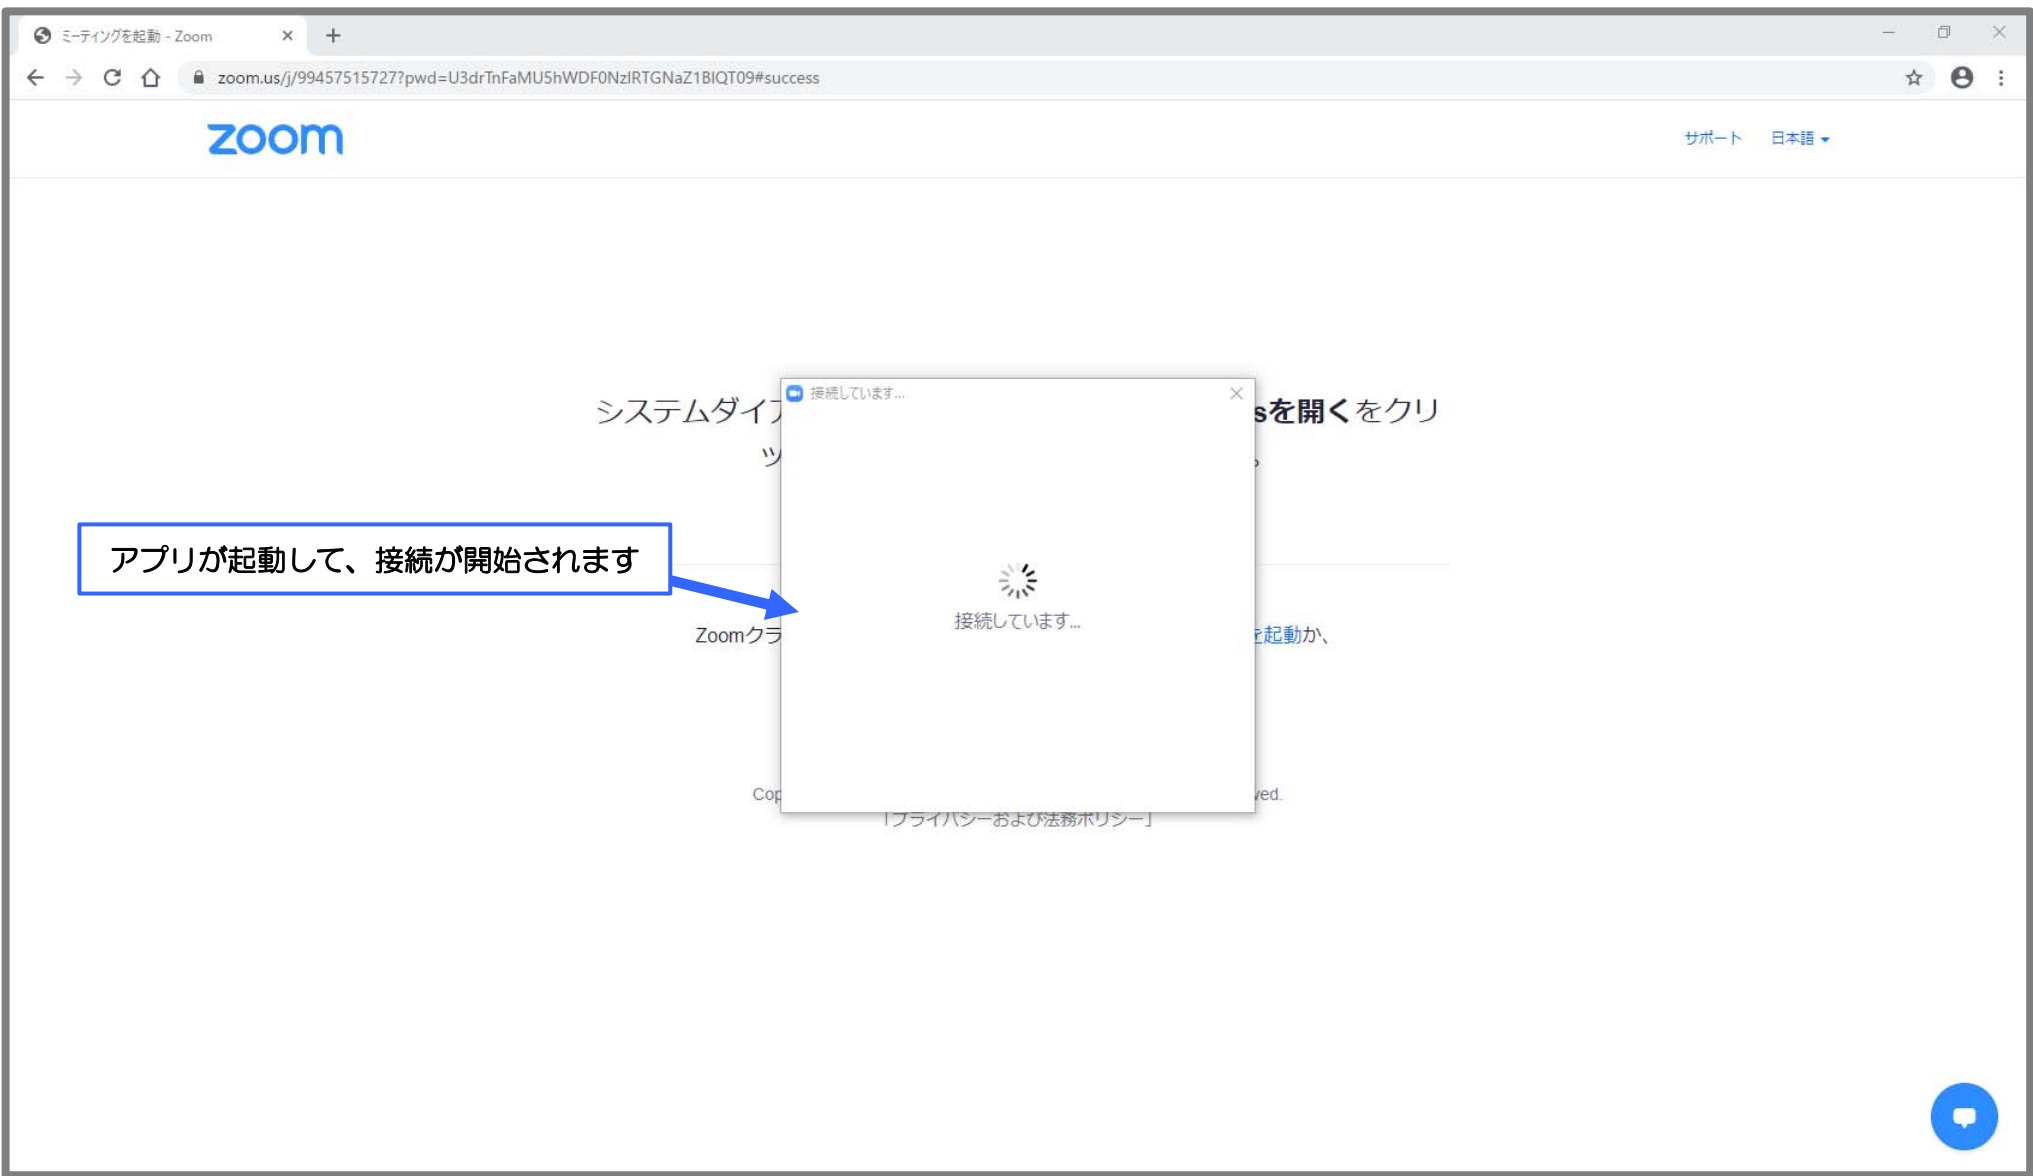 ミーティングを起動 - Zoom
zoom.us/j/99457515727?pwd=U3drTnFaMU5hWDF0NzlRTGNaZ1BIQT09#success
zoom
サポート 日本語
接続しています...
システムダイア sを開くをクリ
ッ 。
アプリが起動して、接続が開始されます
接続しています...
Zoomクラ を起動か、
Cop ved.
「プライバシーおよび法務ポリシー」